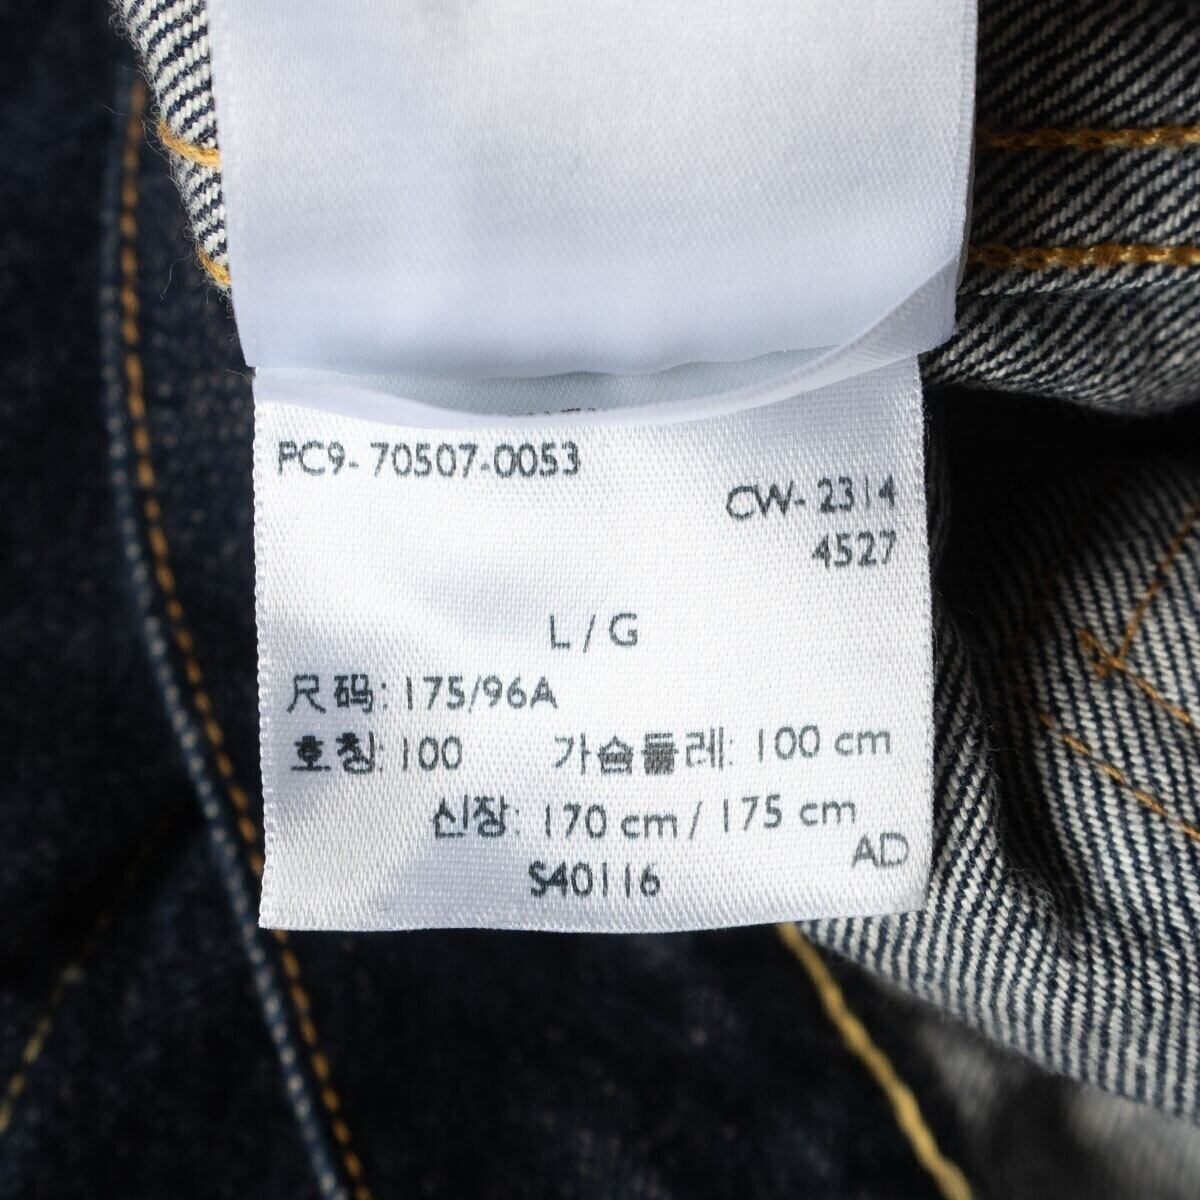 PC9-70507-0053
CW-2314
4527
L / G
尺码: 175/96A
호칭: 100 가슴둘레: 100 cm
신장: 170 cm / 175 cm
AD
S40116